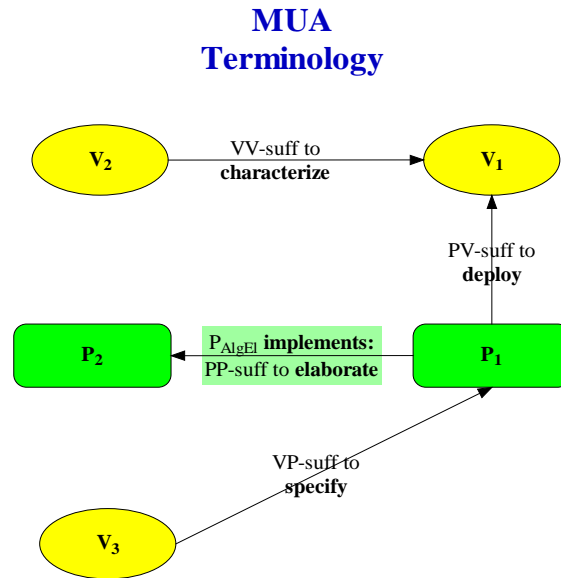 MUA
Terminology
V2
VV-suff to
characterize
V1
PV-suff to
deploy
P2
PAlgEl implements:
PP-suff to elaborate
P1
VP-suff to
specify
V3